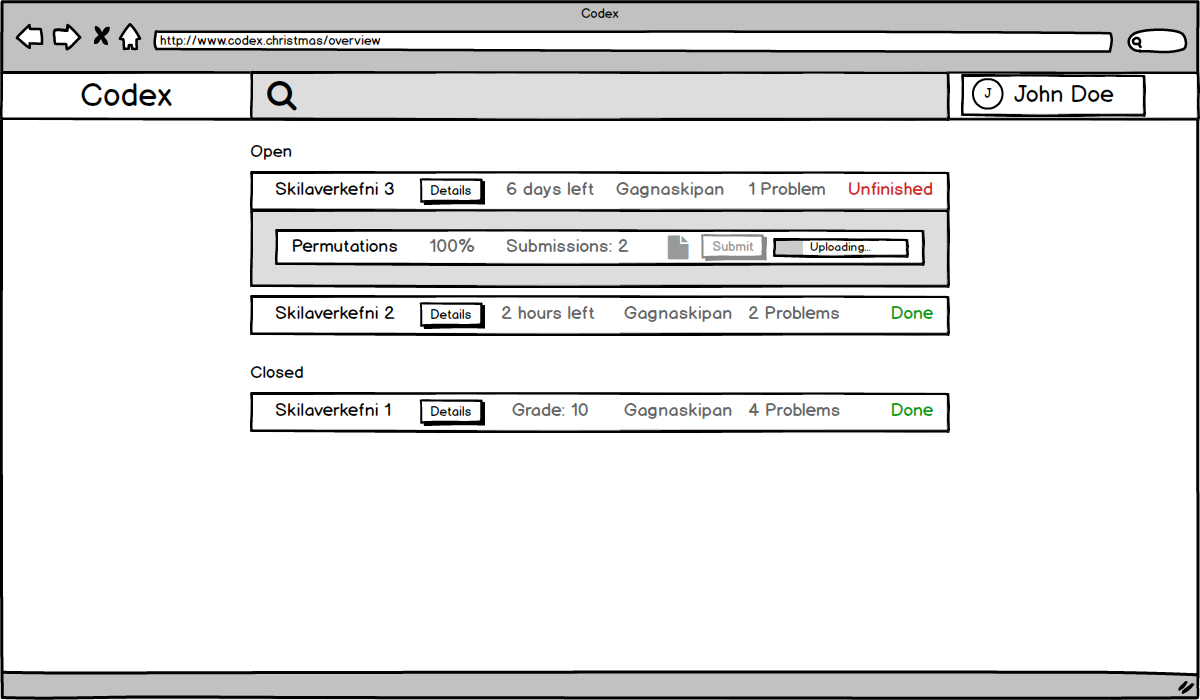 Codex
http://www.codex.christmas/overview
Codex J John Doe
Open
Skilaverkefni 3 Details 6 days left Gagnaskipan 1 Problem Unfinished
Permutations 100% Submissions: 2 Submit Uploading...
Skilaverkefni 2 Details 2 hours left Gagnaskipan 2 Problems Done
Closed
Skilaverkefni 1 Details Grade: 10 Gagnaskipan 4 Problems Done